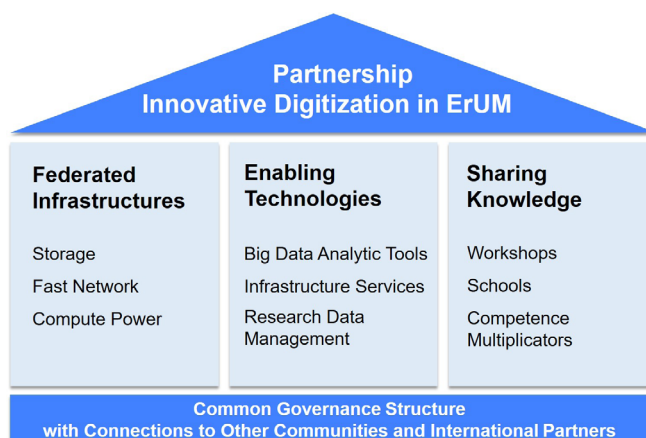 Partnership
Innovative Digitization in ErUM
Federated
Infrastructures
Storage
Fast Network
Compute Power
Enabling
Technologies
Big Data Analytic Tools
Infrastructure Services
Research Data
Management
Sharing
Knowledge
Workshops
Schools
Competence
Multiplicators
Common Governance Structure
with Connections to Other Communities and International Partners